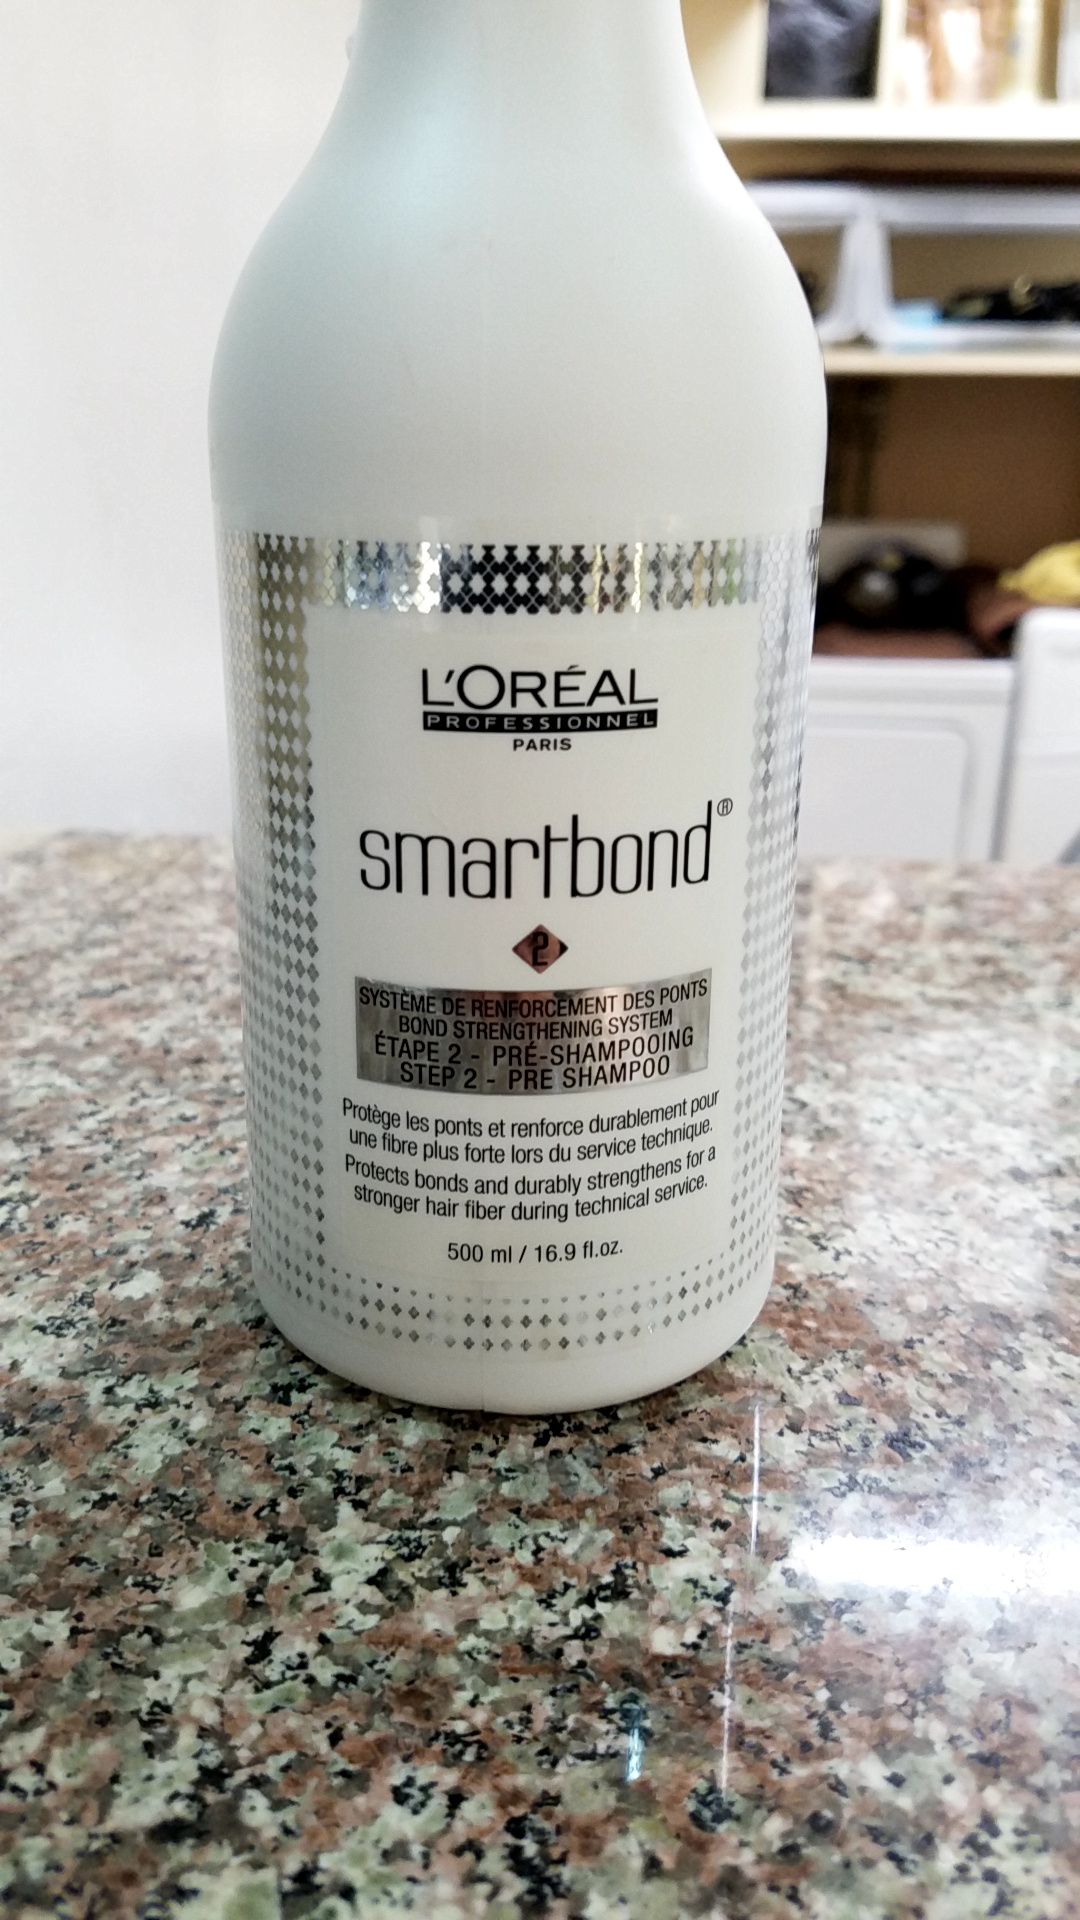 L'ORÉAL
PROFESSIONNEL
PARIS
smartbond®
2
SYSTÈME DE RENFORCEMENT DES PONTS
BOND STRENGTHENING SYSTEM
ÉTAPE 2 - PRÉ-SHAMPOOING
STEP 2 - PRE SHAMPOO
Protège les ponts et renforce durablement pour
une fibre plus forte lors du service technique.
Protects bonds and durably strengthens for a
stronger hair fiber during technical service.
500 ml / 16.9 fl.oz.